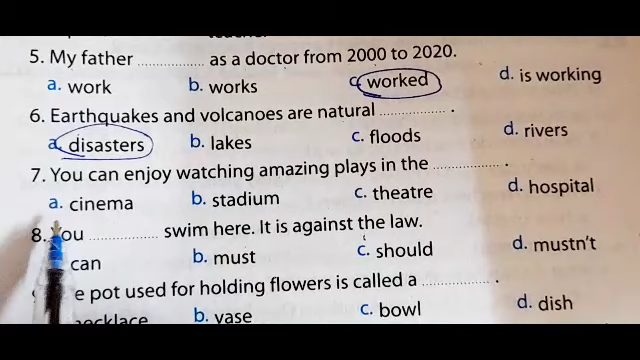 5. My father .................. as a doctor from 2000 to 2020.
a. work b. works c. worked d. is working
6. Earthquakes and volcanoes are natural .................. .
a. disasters b. lakes c. floods d. rivers
7. You can enjoy watching amazing plays in the .................. .
a. cinema b. stadium c. theatre d. hospital
8. You .................. swim here. It is against the law.
can b. must c. should d. mustn't
pot used for holding flowers is called a .................. .
necklace b. vase c. bowl d. dish